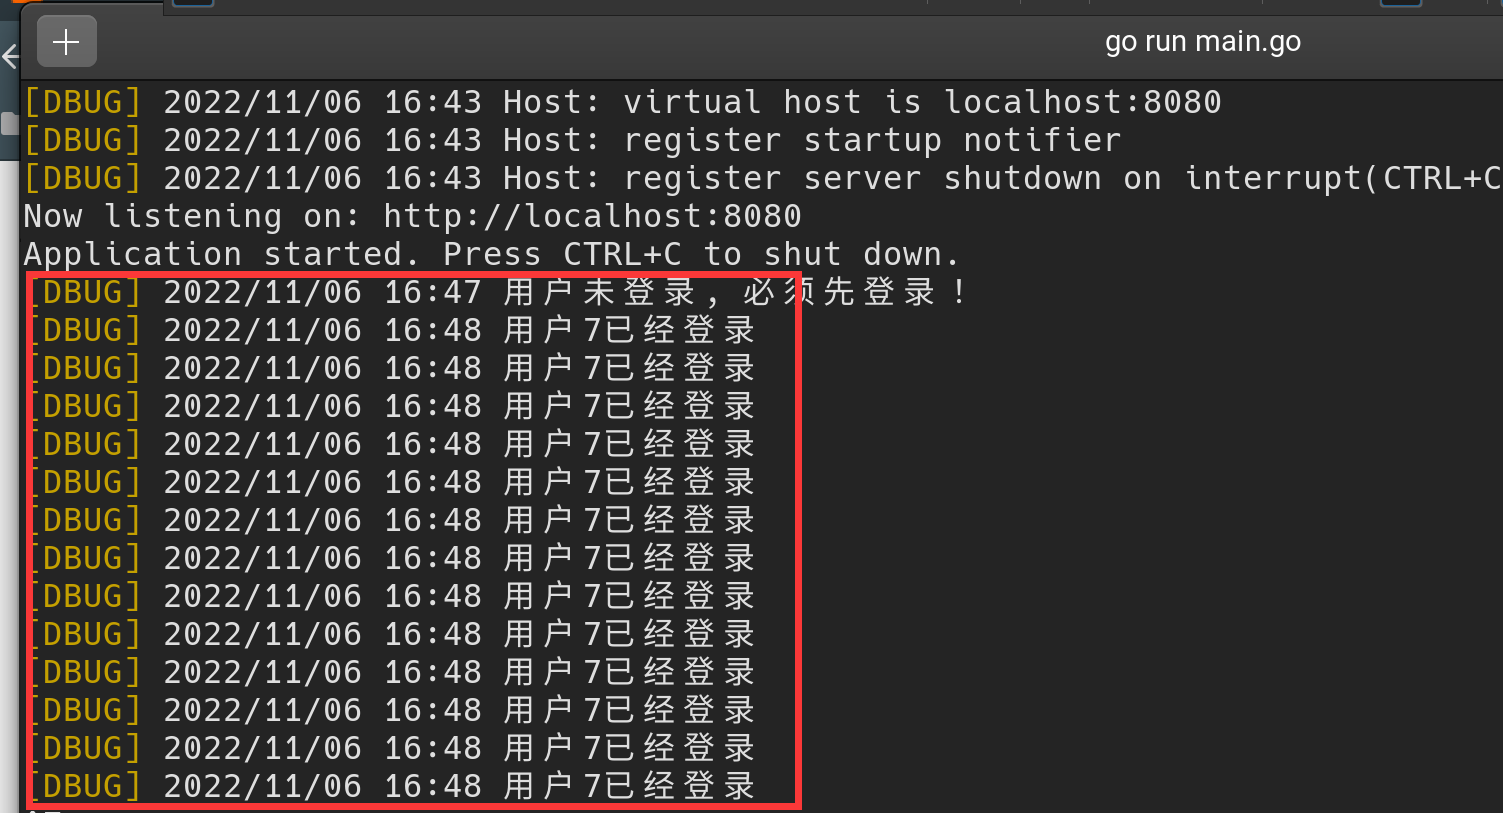 go run main.go
[DBUG] 2022/11/06 16:43 Host: virtual host is localhost:8080
[DBUG] 2022/11/06 16:43 Host: register startup notifier
[DBUG] 2022/11/06 16:43 Host: register server shutdown on interrupt(CTRL+C
Now listening on: http://localhost:8080
Application started. Press CTRL+C to shut down.
[DBUG] 2022/11/06 16:47 用户未登录，必须先登录！
[DBUG] 2022/11/06 16:48 用户7已经登录
[DBUG] 2022/11/06 16:48 用户7已经登录
[DBUG] 2022/11/06 16:48 用户7已经登录
[DBUG] 2022/11/06 16:48 用户7已经登录
[DBUG] 2022/11/06 16:48 用户7已经登录
[DBUG] 2022/11/06 16:48 用户7已经登录
[DBUG] 2022/11/06 16:48 用户7已经登录
[DBUG] 2022/11/06 16:48 用户7已经登录
[DBUG] 2022/11/06 16:48 用户7已经登录
[DBUG] 2022/11/06 16:48 用户7已经登录
[DBUG] 2022/11/06 16:48 用户7已经登录
[DBUG] 2022/11/06 16:48 用户7已经登录
[DBUG] 2022/11/06 16:48 用户7已经登录